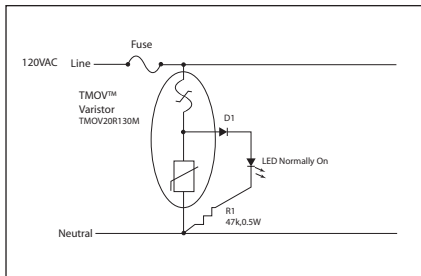 Fuse
120VAC Line
TMOV™
Varistor
TMOV20R130M
D1
LED Normally On
R1
47k,0.5W
Neutral